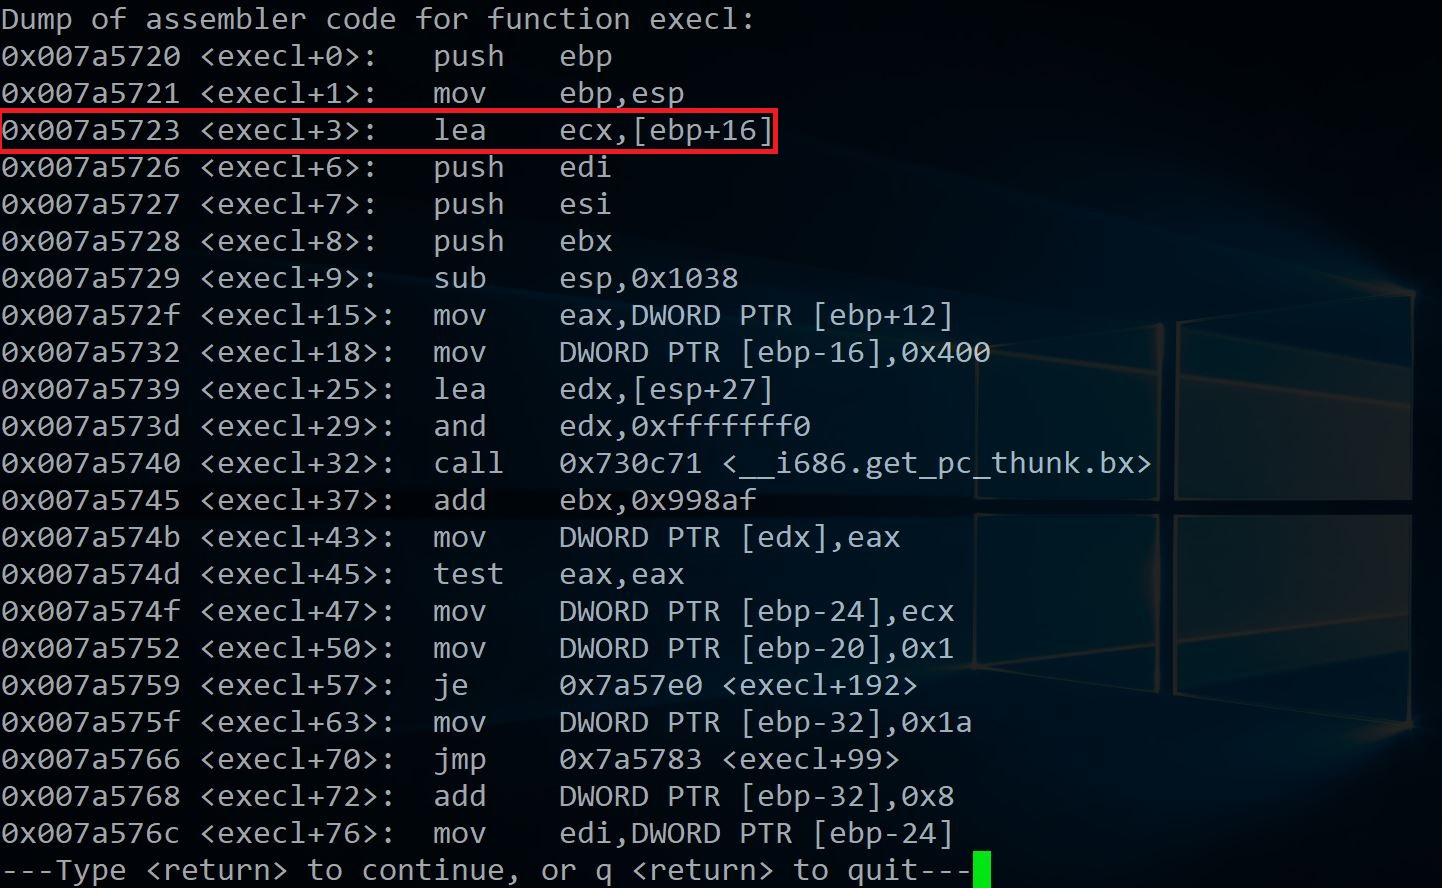 Dump of assembler code for function execl:
0x007a5720 <execl+0>:   push   ebp
0x007a5721 <execl+1>:   mov    ebp,esp
0x007a5723 <execl+3>:   lea    ecx,[ebp+16]
0x007a5726 <execl+6>:   push   edi
0x007a5727 <execl+7>:   push   esi
0x007a5728 <execl+8>:   push   ebx
0x007a5729 <execl+9>:   sub    esp,0x1038
0x007a572f <execl+15>:  mov    eax,DWORD PTR [ebp+12]
0x007a5732 <execl+18>:  mov    DWORD PTR [ebp-16],0x400
0x007a5739 <execl+25>:  lea    edx,[esp+27]
0x007a573d <execl+29>:  and    edx,0xfffffff0
0x007a5740 <execl+32>:  call   0x730c71 <__i686.get_pc_thunk.bx>
0x007a5745 <execl+37>:  add    ebx,0x998af
0x007a574b <execl+43>:  mov    DWORD PTR [edx],eax
0x007a574d <execl+45>:  test   eax,eax
0x007a574f <execl+47>:  mov    DWORD PTR [ebp-24],ecx
0x007a5752 <execl+50>:  mov    DWORD PTR [ebp-20],0x1
0x007a5759 <execl+57>:  je     0x7a57e0 <execl+192>
0x007a575f <execl+63>:  mov    DWORD PTR [ebp-32],0x1a
0x007a5766 <execl+70>:  jmp    0x7a5783 <execl+99>
0x007a5768 <execl+72>:  add    DWORD PTR [ebp-32],0x8
0x007a576c <execl+76>:  mov    edi,DWORD PTR [ebp-24]
---Type <return> to continue, or q <return> to quit---